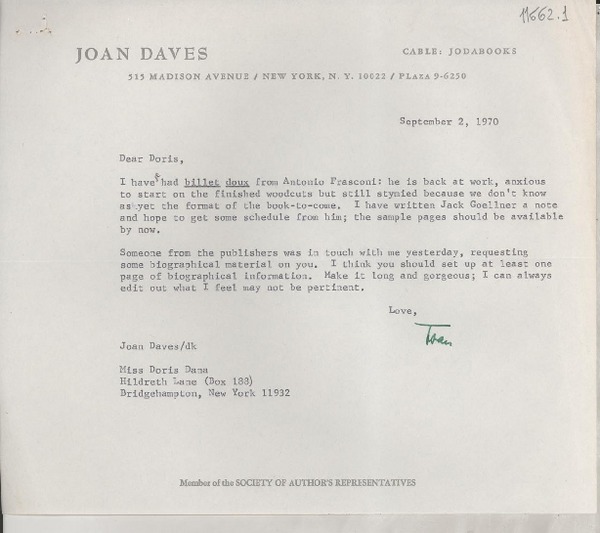 11662.1
JOAN DAVES
CABLE: JODABOOKS
515 MADISON AVENUE / NEW YORK, N. Y. 10022 / PLAZA 9-6250
September 2, 1970
Dear Doris,
I have a had billet doux from Antonio Frasconi: he is back at work, anxious
to start on the finished woodcuts but still stymied because we don't know
as yet the format of the book-to-come. I have written Jack Goellner a note
and hope to get some schedule from him; the sample pages should be available
by now.
Someone from the publishers was in touch with me yesterday, requesting
some biographical material on you. I think you should set up at least one
page of biographical information. Make it long and gorgeous; I can always
edit out what I feel may not be pertinent.
Love,
Joan
Joan Daves/dk
Miss Doris Dana
Hildreth Lane (Box 188)
Bridgehampton, New York 11932
Member of the SOCIETY OF AUTHOR'S REPRESENTATIVES